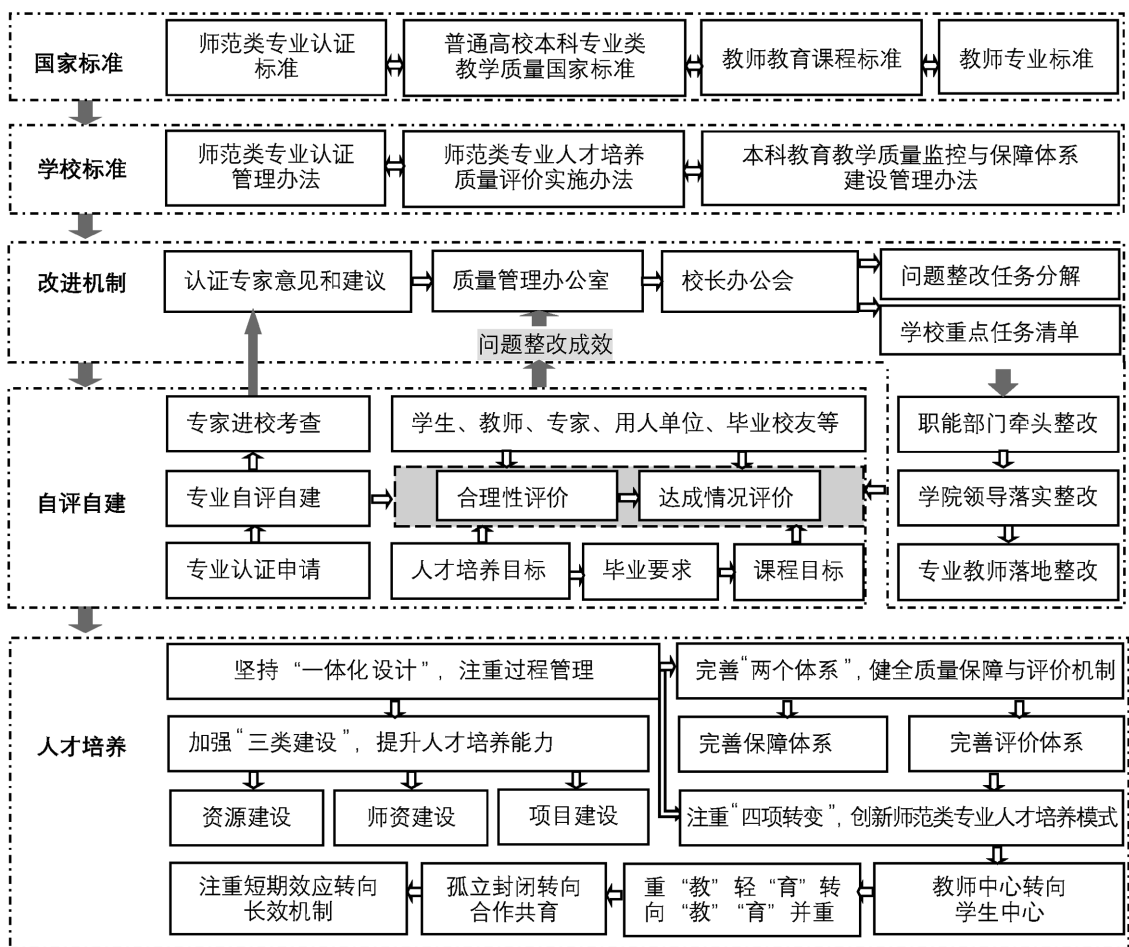 国家标准
师范类专业认证
标准
普通高校本科专业类
教学质量国家标准
教师教育课程标准
教师专业标准
学校标准
师范类专业认证
管理办法
师范类专业人才培养
质量评价实施办法
本科教育教学质量监控与保障体系
建设管理办法
改进机制
认证专家意见和建议
质量管理办公室
校长办公会
问题整改任务分解
学校重点任务清单
问题整改成效
自评自建
专家进校考查
学生、教师、专家、用人单位、毕业校友等
职能部门牵头整改
专业自评自建
合理性评价
达成情况评价
学院领导落实整改
专业认证申请
人才培养目标
毕业要求
课程目标
专业教师落地整改
人才培养
坚持“一体化设计”，注重过程管理
完善“两个体系”，健全质量保障与评价机制
加强“三类建设”，提升人才培养能力
完善保障体系
完善评价体系
资源建设
师资建设
项目建设
注重“四项转变”，创新师范类专业人才培养模式
注重短期效应转向
长效机制
孤立封闭转向
合作共育
重“教”轻“育”转
向“教”“育”并重
教师中心转向
学生中心